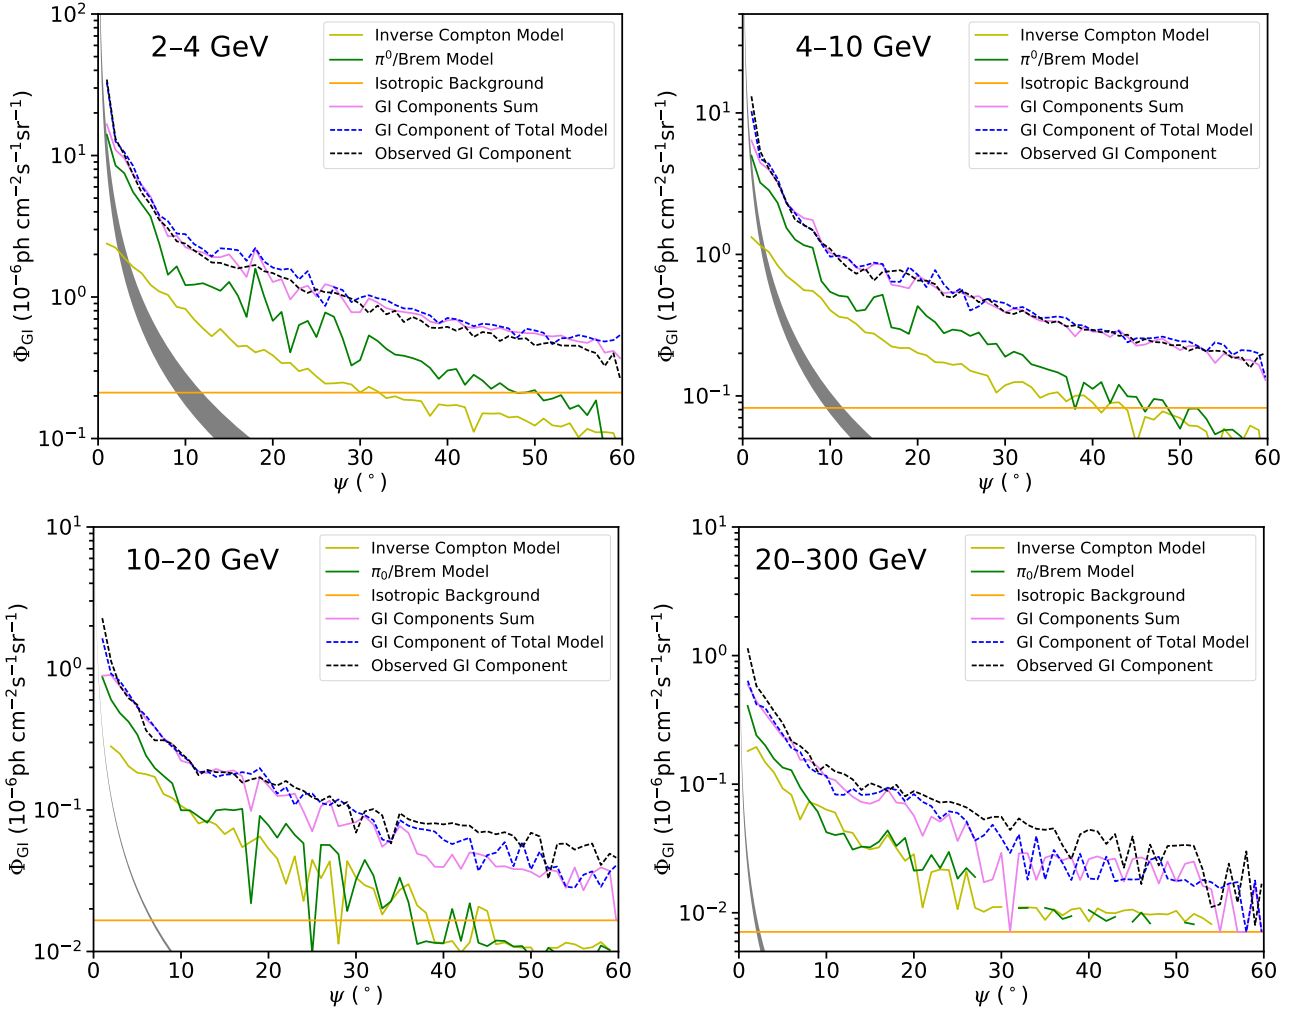 2–4 GeV
Inverse Compton Model
π⁰/Brem Model
Isotropic Background
GI Components Sum
GI Component of Total Model
Observed GI Component
10²
10¹
10⁰
10⁻¹
Φ_GI (10⁻⁶ph cm⁻²s⁻¹sr⁻¹)
0 10 20 30 40 50 60
ψ (°)
4–10 GeV
Inverse Compton Model
π⁰/Brem Model
Isotropic Background
GI Components Sum
GI Component of Total Model
Observed GI Component
10¹
10⁰
10⁻¹
Φ_GI (10⁻⁶ph cm⁻²s⁻¹sr⁻¹)
0 10 20 30 40 50 60
ψ (°)
10–20 GeV
Inverse Compton Model
π₀/Brem Model
Isotropic Background
GI Components Sum
GI Component of Total Model
Observed GI Component
10¹
10⁰
10⁻¹
10⁻²
Φ_GI (10⁻⁶ph cm⁻²s⁻¹sr⁻¹)
0 10 20 30 40 50 60
ψ (°)
20–300 GeV
Inverse Compton Model
π₀/Brem Model
Isotropic Background
GI Components Sum
GI Component of Total Model
Observed GI Component
10¹
10⁰
10⁻¹
10⁻²
Φ_GI (10⁻⁶ph cm⁻²s⁻¹sr⁻¹)
0 10 20 30 40 50 60
ψ (°)